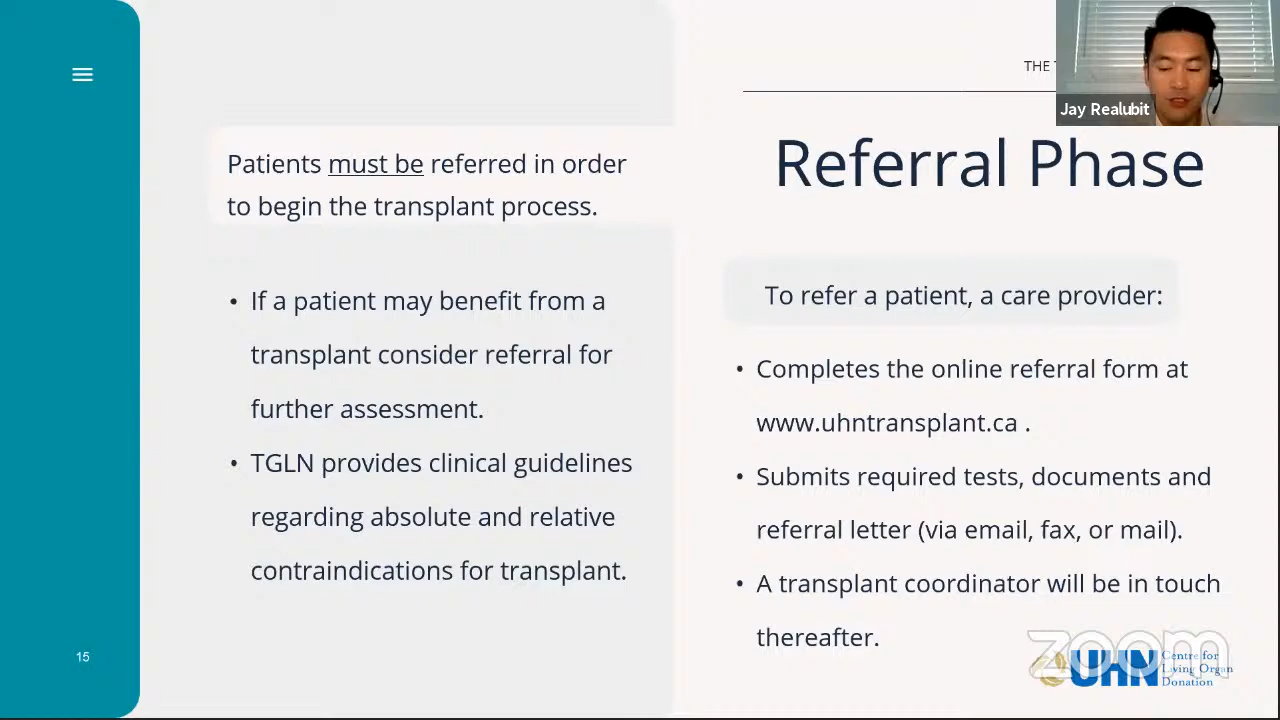 THE
Jay Realubit
Referral Phase
Patients must be referred in order
to begin the transplant process.
• If a patient may benefit from a
transplant consider referral for
further assessment.
• TGLN provides clinical guidelines
regarding absolute and relative
contraindications for transplant.
To refer a patient, a care provider:
• Completes the online referral form at
www.uhntransplant.ca .
• Submits required tests, documents and
referral letter (via email, fax, or mail).
• A transplant coordinator will be in touch
thereafter.
15
zoom
UHN
Centre for
Living Organ
Donation